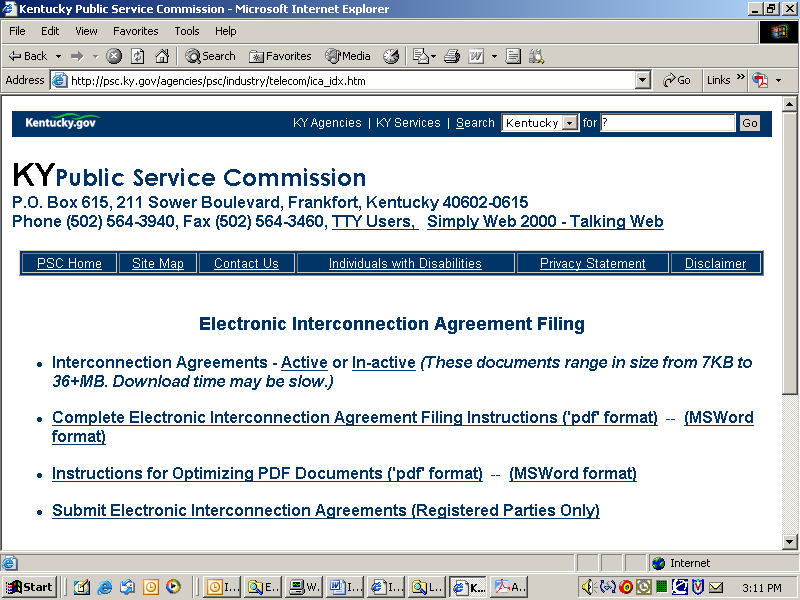 Kentucky Public Service Commission - Microsoft Internet Explorer
File Edit View Favorites Tools Help
Back Search Favorites Media
Address http://psc.ky.gov/agencies/psc/industry/telecom/ica_idx.htm Go Links »
Kentucky.gov KY Agencies | KY Services | Search Kentucky for ? Go
KYPublic Service Commission
P.O. Box 615, 211 Sower Boulevard, Frankfort, Kentucky 40602-0615
Phone (502) 564-3940, Fax (502) 564-3460, TTY Users, Simply Web 2000 - Talking Web
PSC Home Site Map Contact Us Individuals with Disabilities Privacy Statement Disclaimer
Electronic Interconnection Agreement Filing
• Interconnection Agreements - Active or In-active (These documents range in size from 7KB to
36+MB. Download time may be slow.)
• Complete Electronic Interconnection Agreement Filing Instructions ('pdf' format) -- (MSWord
format)
• Instructions for Optimizing PDF Documents ('pdf' format) -- (MSWord format)
• Submit Electronic Interconnection Agreements (Registered Parties Only)
Internet
Start I... E... W... I... I... L... K... A... 3:11 PM